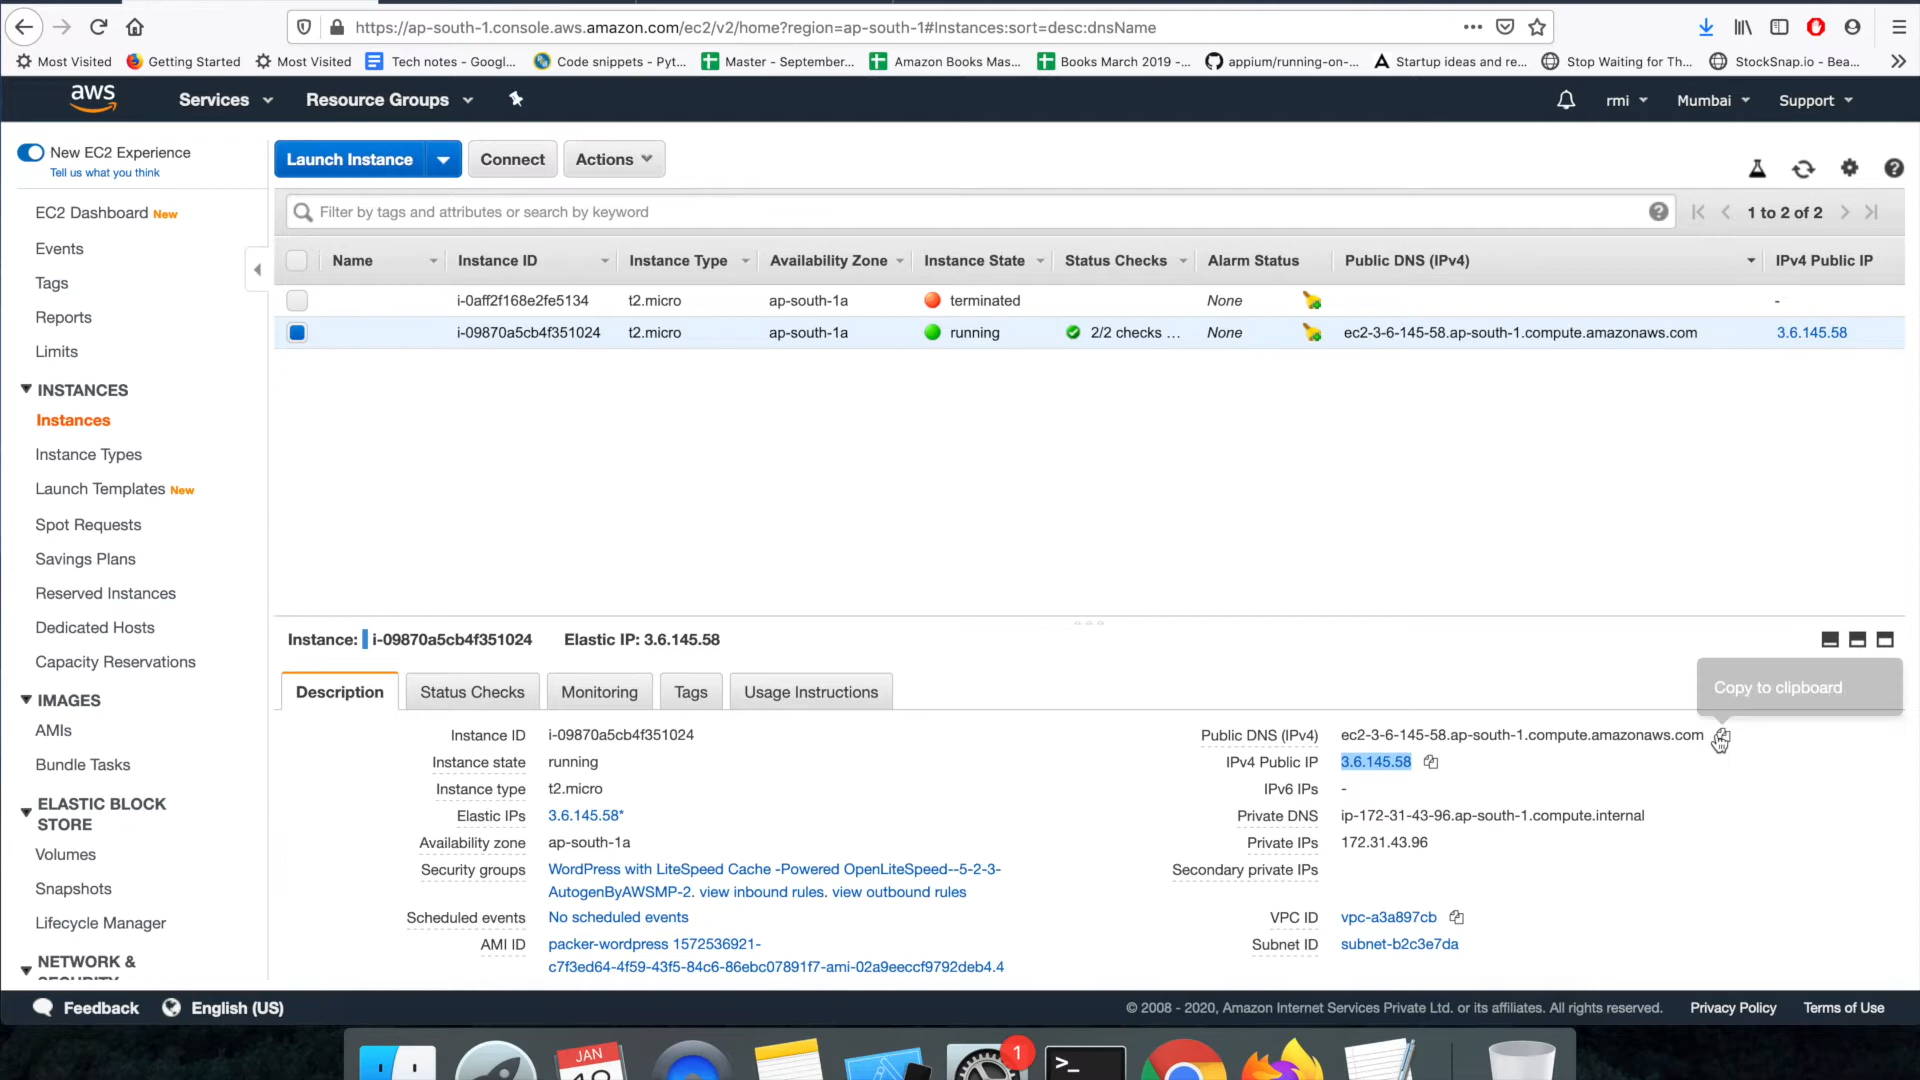 https://ap-south-1.console.aws.amazon.com/ec2/v2/home?region=ap-south-1#Instances:sort=desc:dnsName
Most Visited Getting Started Most Visited Tech notes - Googl... Code snippets - Pyt... Master - September... Amazon Books Mas... Books March 2019 -... appium/running-on-... Startup ideas and re... Stop Waiting for Th... StockSnap.io - Bea...
aws Services Resource Groups rmi Mumbai Support
New EC2 Experience
Tell us what you think
EC2 Dashboard New
Events
Tags
Reports
Limits
INSTANCES
Instances
Instance Types
Launch Templates New
Spot Requests
Savings Plans
Reserved Instances
Dedicated Hosts
Capacity Reservations
IMAGES
AMIs
Bundle Tasks
ELASTIC BLOCK
STORE
Volumes
Snapshots
Lifecycle Manager
NETWORK &
Launch Instance Connect Actions
Filter by tags and attributes or search by keyword 1 to 2 of 2
Name Instance ID Instance Type Availability Zone Instance State Status Checks Alarm Status Public DNS (IPv4) IPv4 Public IP
i-0aff2f168e2fe5134 t2.micro ap-south-1a terminated None -
i-09870a5cb4f351024 t2.micro ap-south-1a running 2/2 checks ... None ec2-3-6-145-58.ap-south-1.compute.amazonaws.com 3.6.145.58
Instance: i-09870a5cb4f351024 Elastic IP: 3.6.145.58
Copy to clipboard
Description Status Checks Monitoring Tags Usage Instructions
Instance ID i-09870a5cb4f351024
Instance state running
Instance type t2.micro
Elastic IPs 3.6.145.58*
Availability zone ap-south-1a
Security groups WordPress with LiteSpeed Cache -Powered OpenLiteSpeed--5-2-3-
AutogenByAWSMP-2. view inbound rules. view outbound rules
Scheduled events No scheduled events
AMI ID packer-wordpress 1572536921-
c7f3ed64-4f59-43f5-84c6-86ebc07891f7-ami-02a9eeccf9792deb4.4
Public DNS (IPv4) ec2-3-6-145-58.ap-south-1.compute.amazonaws.com
IPv4 Public IP 3.6.145.58
IPv6 IPs -
Private DNS ip-172-31-43-96.ap-south-1.compute.internal
Private IPs 172.31.43.96
Secondary private IPs
VPC ID vpc-a3a897cb
Subnet ID subnet-b2c3e7da
Feedback English (US) © 2008 - 2020, Amazon Internet Services Private Ltd. or its affiliates. All rights reserved. Privacy Policy Terms of Use
JAN
1
>_